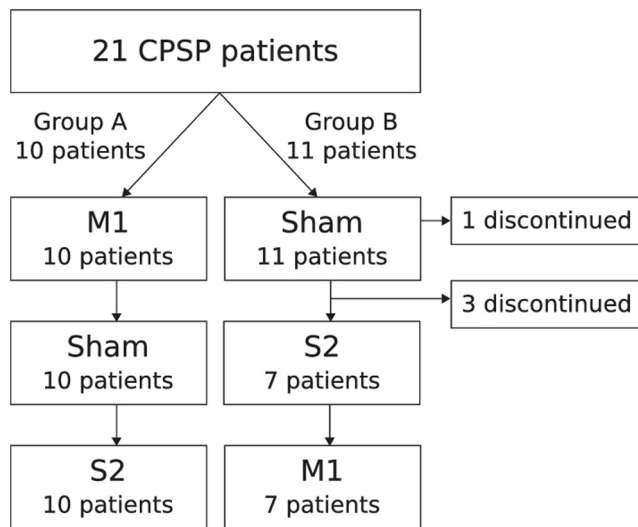 21 CPSP patients
Group A
10 patients
Group B
11 patients
M1
10 patients
Sham
11 patients
1 discontinued
3 discontinued
Sham
10 patients
S2
7 patients
S2
10 patients
M1
7 patients